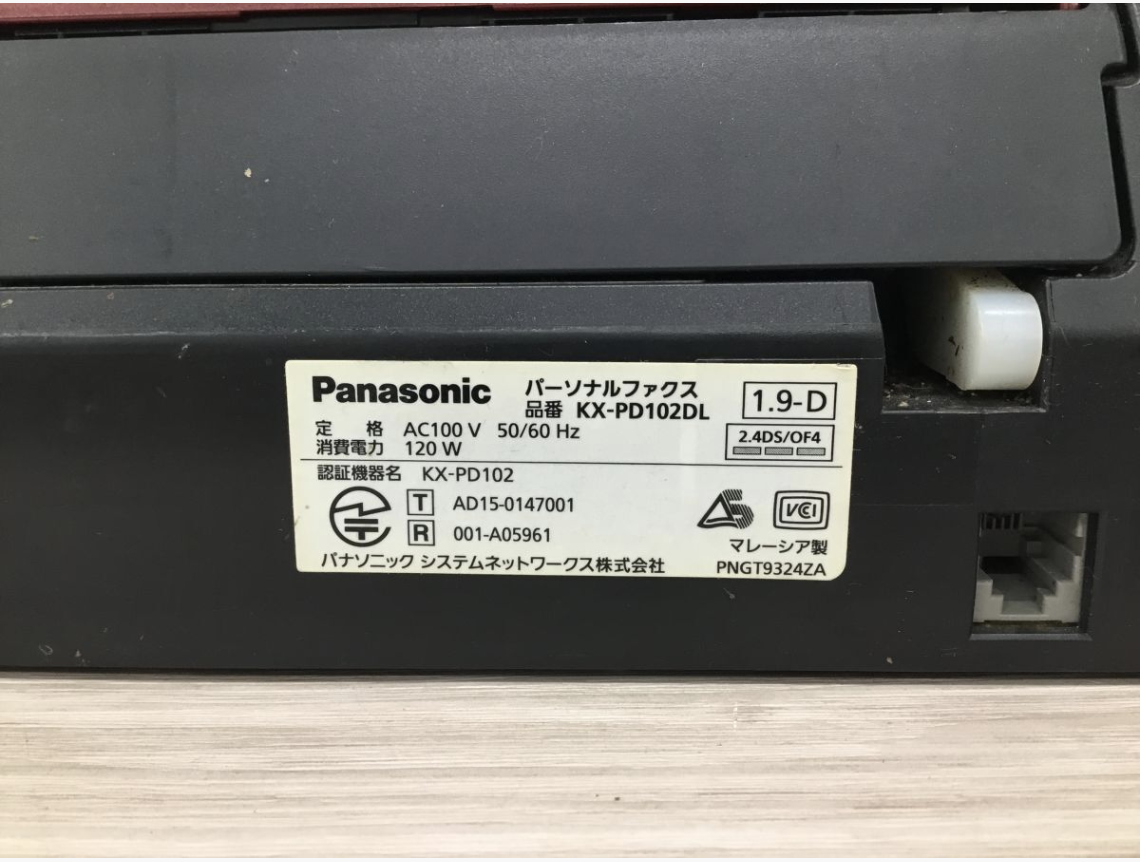 Panasonic パーソナルファクス
品番 KX-PD102DL
1.9-D
定 格 AC100 V 50/60 Hz
消費電力 120 W
2.4DS/OF4
認証機器名 KX-PD102
T AD15-0147001
R 001-A05961
VCCI
マレーシア製
パナソニック システムネットワークス株式会社
PNGT9324ZA